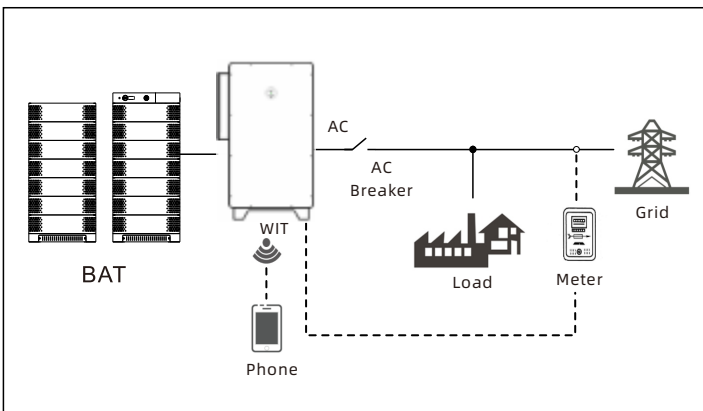 AC
AC
Breaker
Grid
WIT
BAT
Load
Meter
Phone